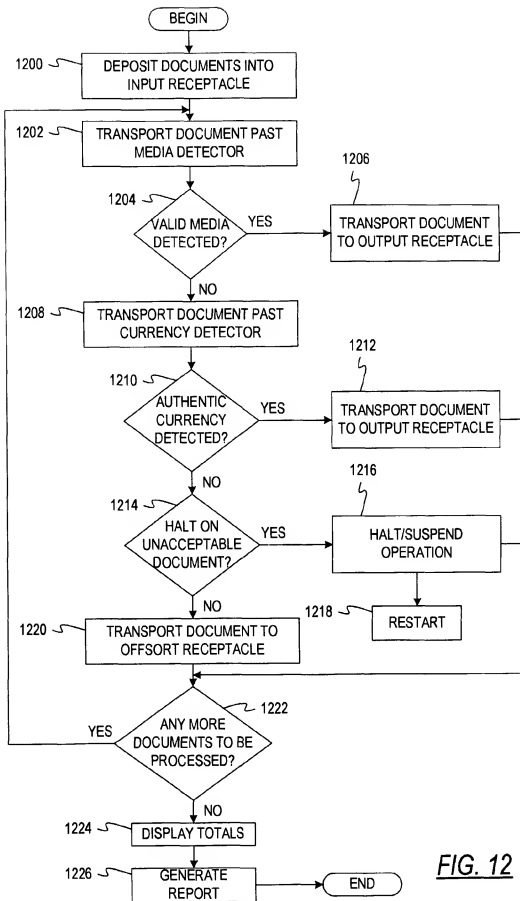 BEGIN
1200
DEPOSIT DOCUMENTS INTO
INPUT RECEPTACLE
1202
TRANSPORT DOCUMENT PAST
MEDIA DETECTOR
1204
VALID MEDIA
DETECTED?
YES
1206
TRANSPORT DOCUMENT
TO OUTPUT RECEPTACLE
NO
1208
TRANSPORT DOCUMENT PAST
CURRENCY DETECTOR
1210
AUTHENTIC
CURRENCY
DETECTED?
YES
1212
TRANSPORT DOCUMENT
TO OUTPUT RECEPTACLE
NO
1214
HALT ON
UNACCEPTABLE
DOCUMENT?
YES
1216
HALT/SUSPEND
OPERATION
1218
RESTART
NO
1220
TRANSPORT DOCUMENT TO
OFFSORT RECEPTACLE
1222
ANY MORE
DOCUMENTS TO BE
PROCESSED?
YES
NO
1224
DISPLAY TOTALS
1226
GENERATE
REPORT
END
FIG. 12